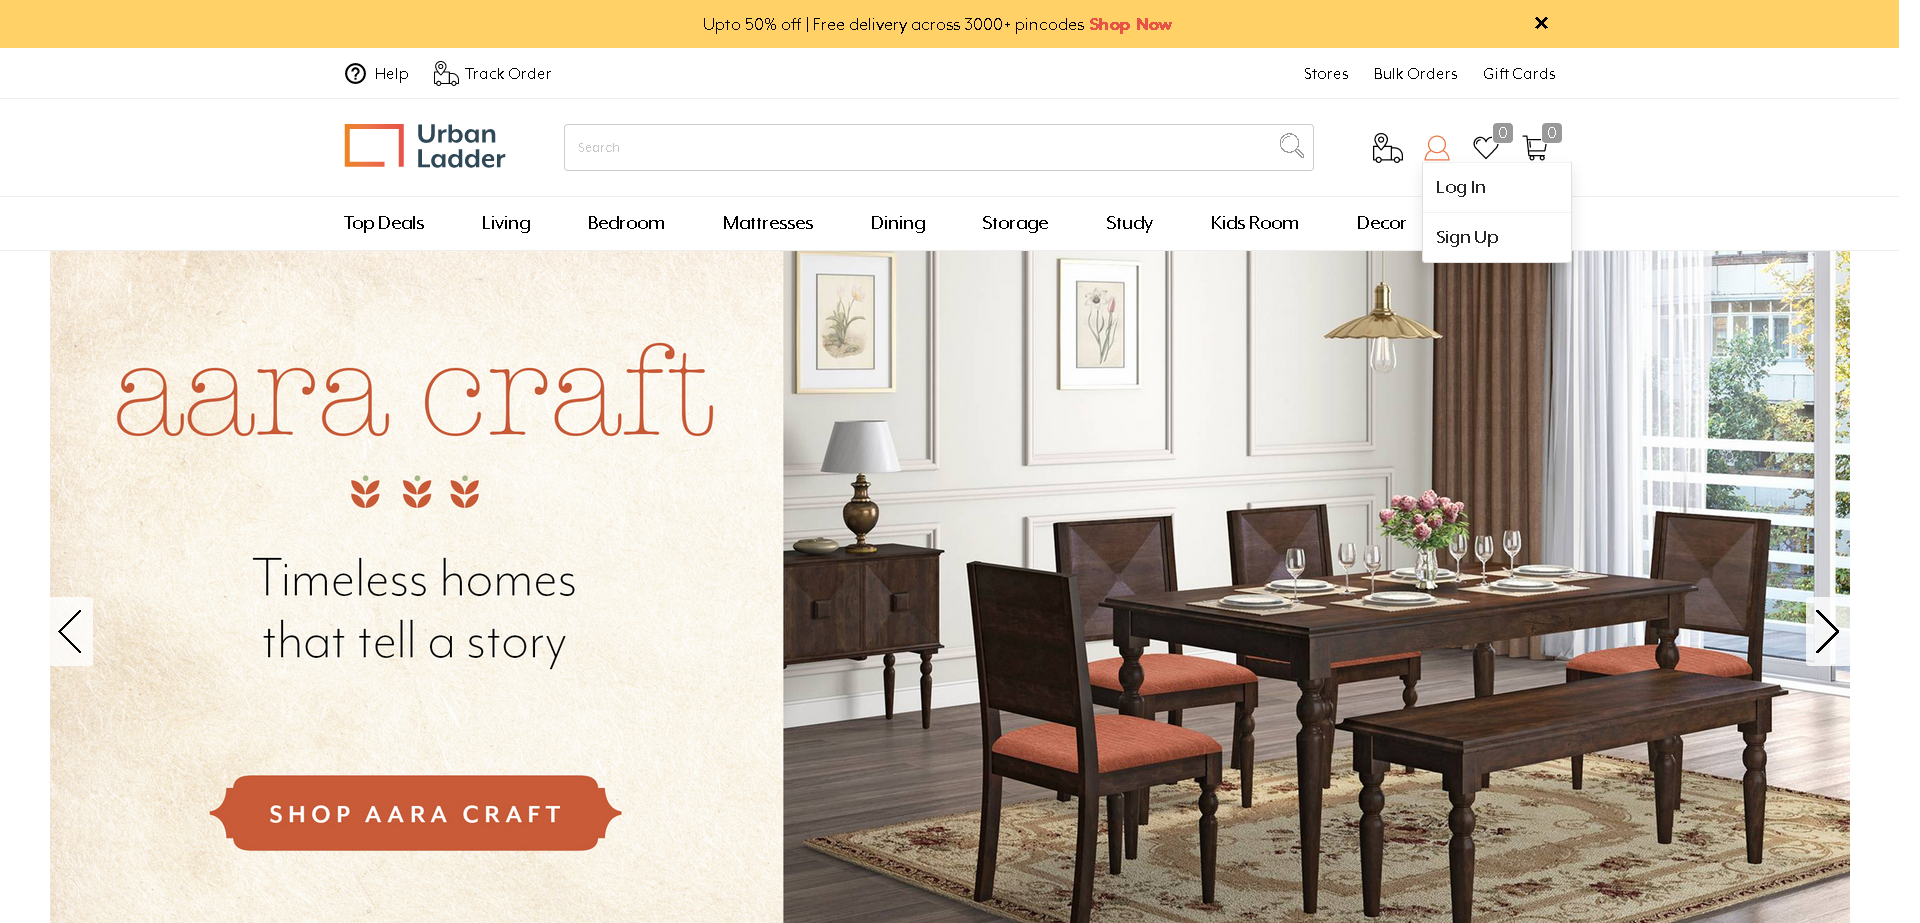 Upto 50% off | Free delivery across 3000+ pincodes Shop Now
Help
Track Order
Stores
Bulk Orders
Gift Cards
Urban
Ladder
Search
0
0
Log In
Sign Up
Top Deals
Living
Bedroom
Mattresses
Dining
Storage
Study
Kids Room
Decor
aara craft
Timeless homes
that tell a story
SHOP AARA CRAFT